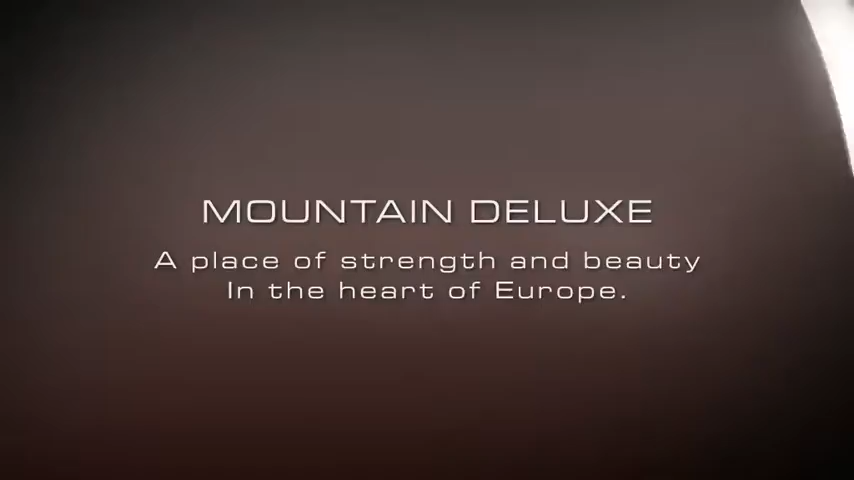 MOUNTAIN DELUXE
A place of strength and beauty
In the heart of Europe.